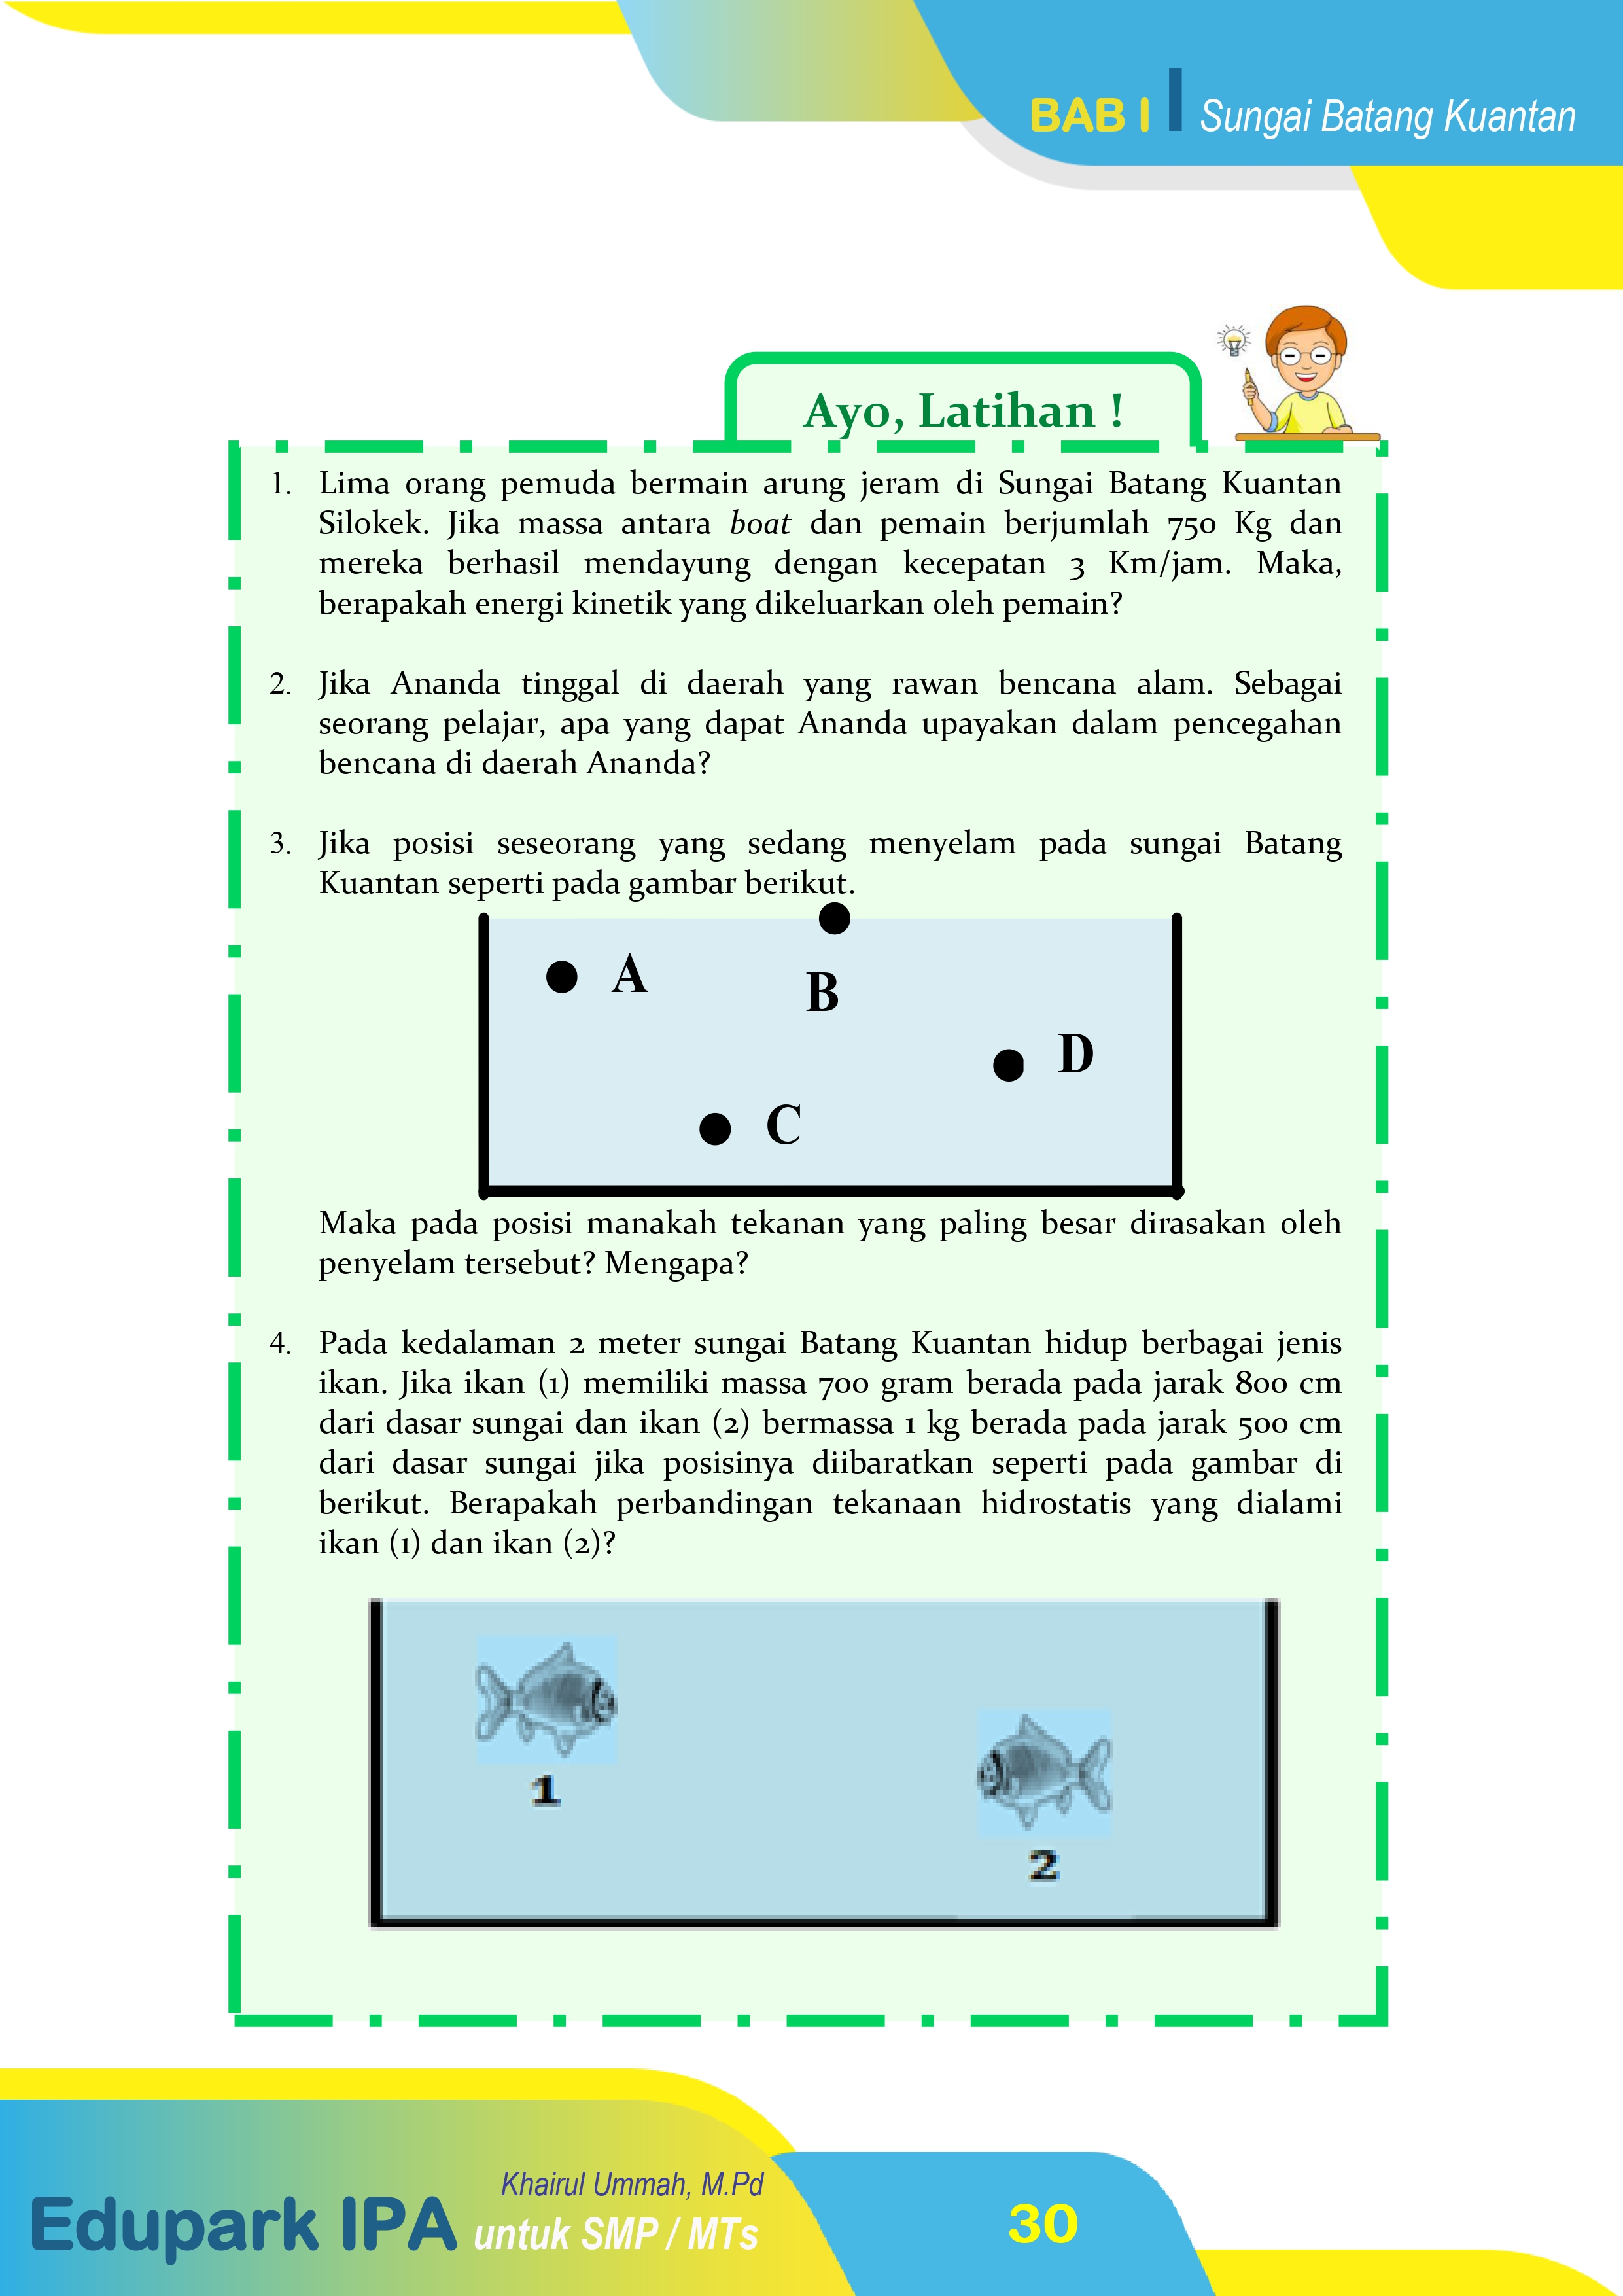 BAB I
Sungai Batang Kuantan
Ayo, Latihan !
1. Lima orang pemuda bermain arung jeram di Sungai Batang Kuantan
Silokek. Jika massa antara boat dan pemain berjumlah 750 Kg dan
mereka berhasil mendayung dengan kecepatan 3 Km/jam. Maka,
berapakah energi kinetik yang dikeluarkan oleh pemain?
2. Jika Ananda tinggal di daerah yang rawan bencana alam. Sebagai
seorang pelajar, apa yang dapat Ananda upayakan dalam pencegahan
bencana di daerah Ananda?
3. Jika posisi seseorang yang sedang menyelam pada sungai Batang
Kuantan seperti pada gambar berikut.
A
B
D
C
Maka pada posisi manakah tekanan yang paling besar dirasakan oleh
penyelam tersebut? Mengapa?
4. Pada kedalaman 2 meter sungai Batang Kuantan hidup berbagai jenis
ikan. Jika ikan (1) memiliki massa 700 gram berada pada jarak 800 cm
dari dasar sungai dan ikan (2) bermassa 1 kg berada pada jarak 500 cm
dari dasar sungai jika posisinya diibaratkan seperti pada gambar di
berikut. Berapakah perbandingan tekanaan hidrostatis yang dialami
ikan (1) dan ikan (2)?
1
2
Khairul Ummah, M.Pd
Edupark IPA untuk SMP / MTs
30